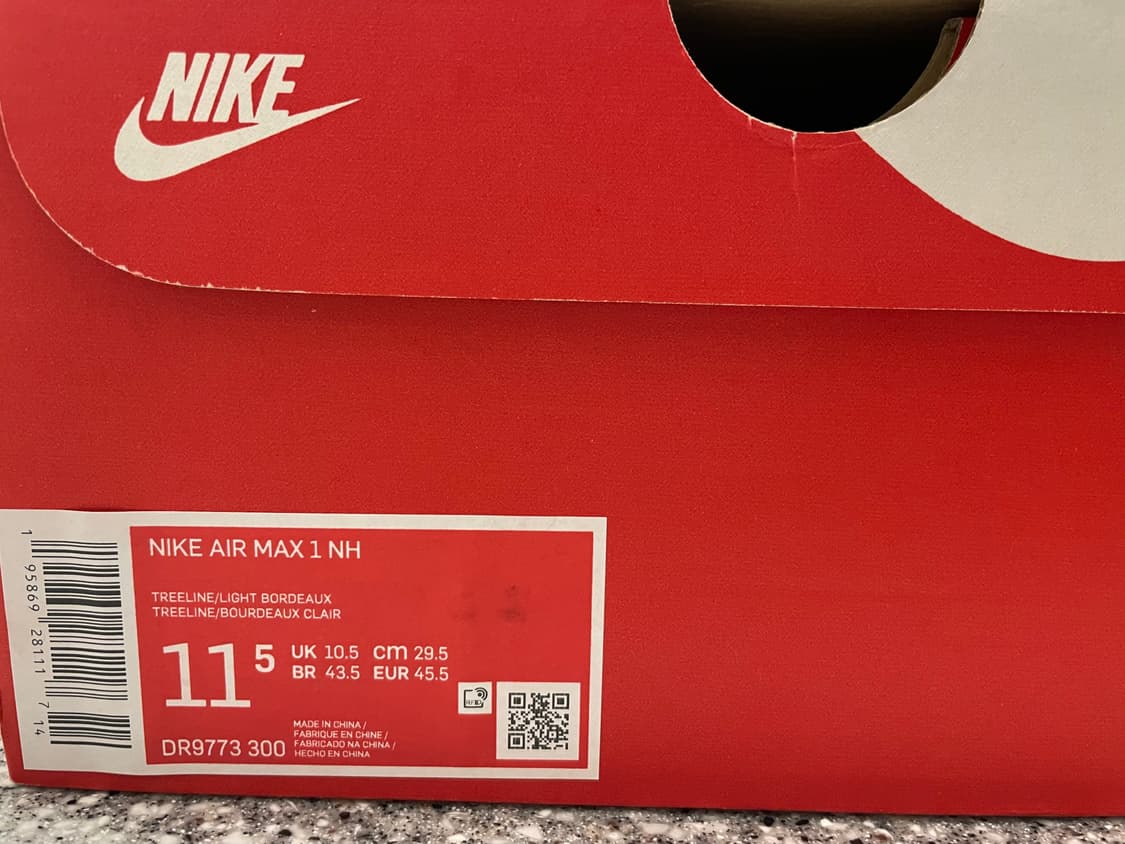 NIKE
NIKE AIR MAX 1 NH
TREELINE/LIGHT BORDEAUX
TREELINE/BOURDEAUX CLAIR
11 5
UK 10.5 cm 29.5
BR 43.5 EUR 45.5
RFID
DR9773 300
MADE IN CHINA /
FABRIQUE EN CHINE /
FABRICADO NA CHINA /
HECHO EN CHINA
1 95869 28111 7 14